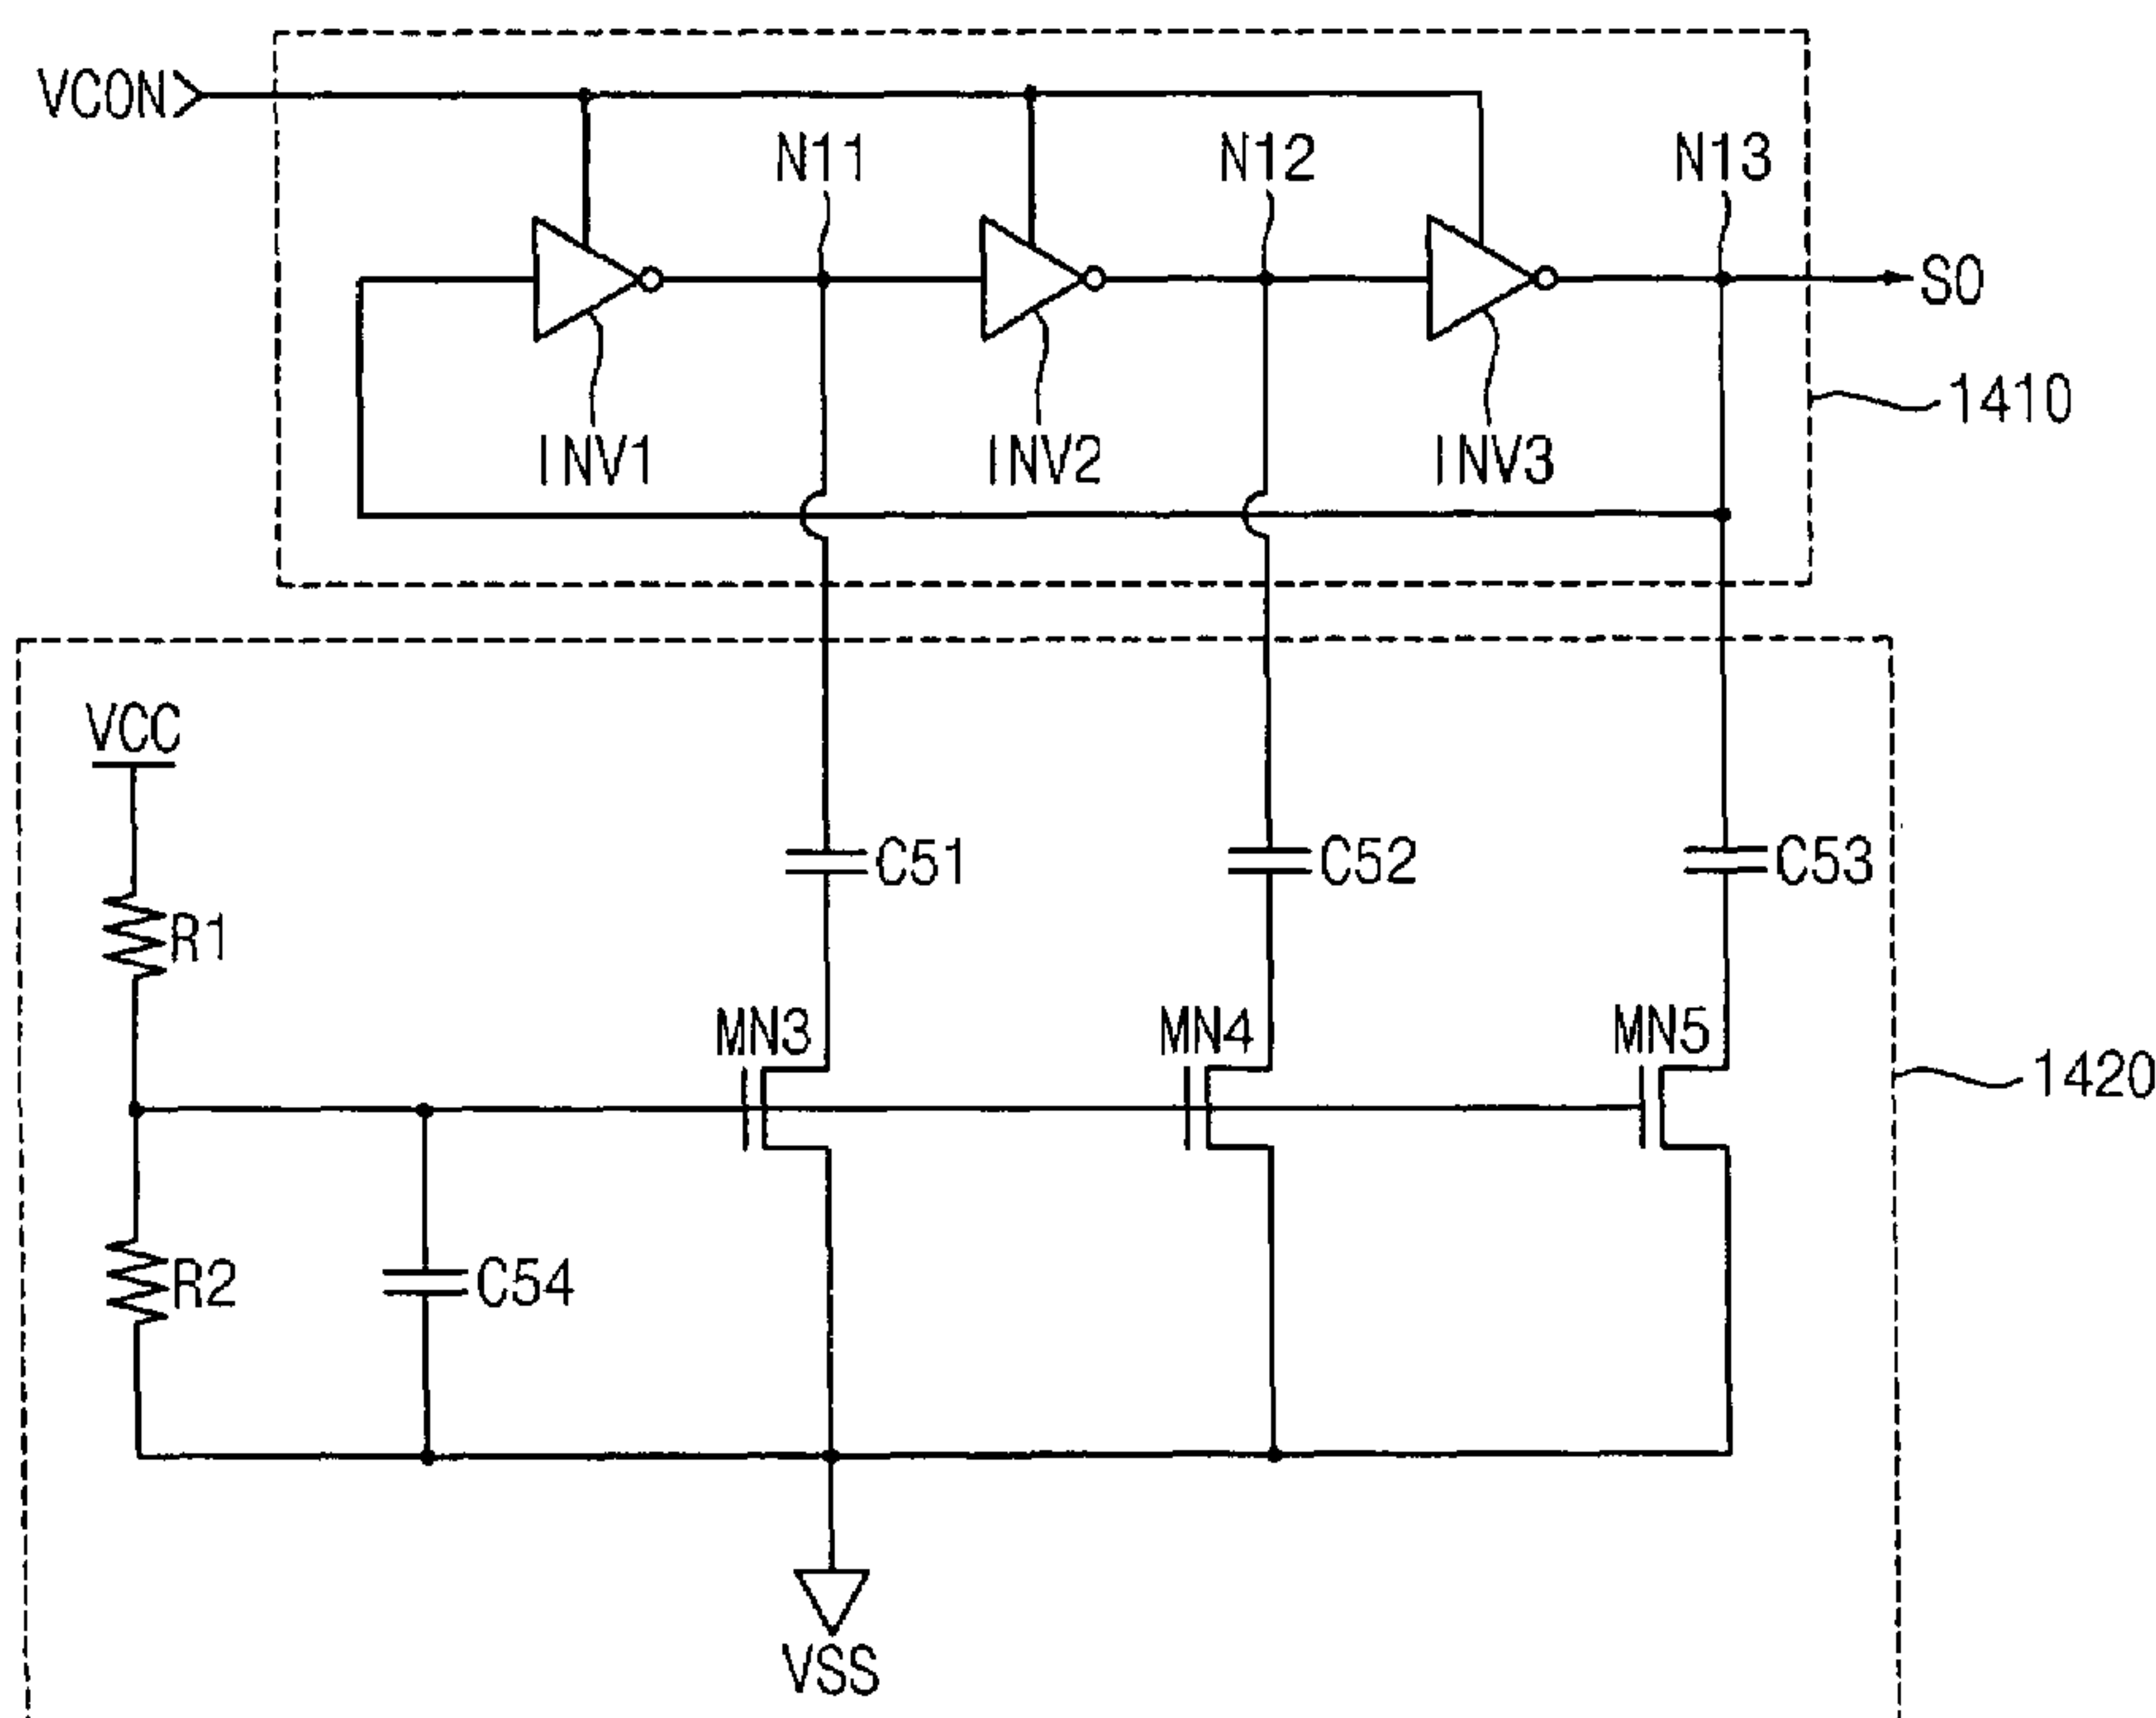 VCON
N11
N12
N13
SO
INV1
INV2
INV3
1410
VCC
R1
C51
C52
C53
MN3
MN4
MN5
1420
R2
C54
VSS